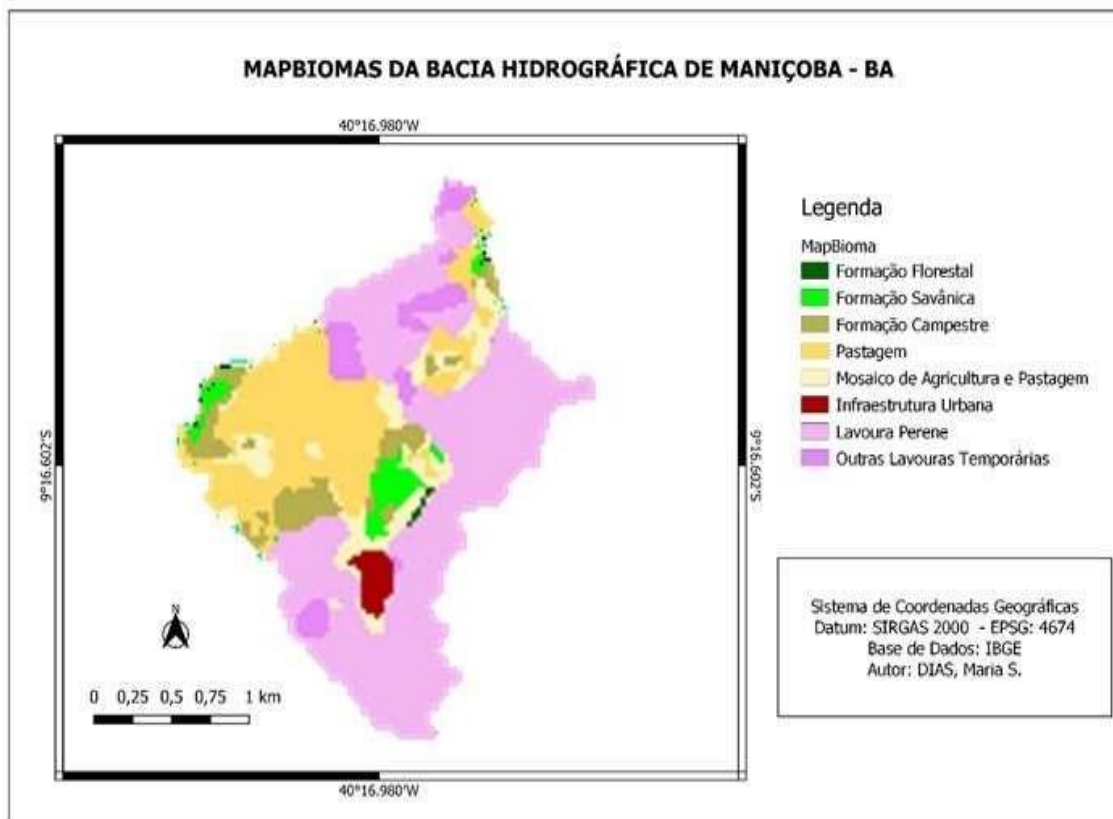 MAPBIOMAS DA BACIA HIDROGRÁFICA DE MANIÇOBA - BA
40°16.980'W
9°16.602'S
9°16.602'S
N
0 0,25 0,5 0,75 1 km
40°16.980'W
Legenda
MapBioma
Formação Florestal
Formação Savânica
Formação Campestre
Pastagem
Mosaico de Agricultura e Pastagem
Infraestrutura Urbana
Lavoura Perene
Outras Lavouras Temporárias
Sistema de Coordenadas Geográficas
Datum: SIRGAS 2000 - EPSG: 4674
Base de Dados: IBGE
Autor: DIAS, Maria S.